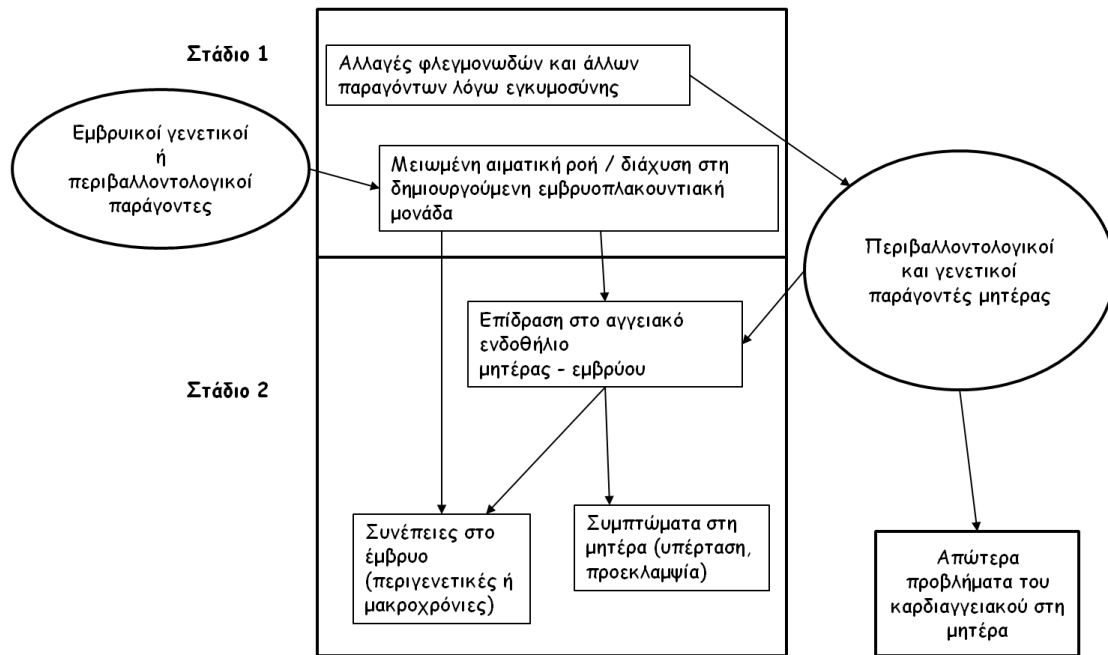 Στάδιο 1
Αλλαγές φλεγμονωδών και άλλων
παραγόντων λόγω εγκυμοσύνης
Εμβρυικοί γενετικοί
ή
περιβαλλοντολογικοί
παράγοντες
Μειωμένη αιματική ροή / διάχυση στη
δημιουργούμενη εμβρυοπλακουντιακή
μονάδα
Περιβαλλοντολογικοί
και γενετικοί
παράγοντές μητέρας
Επίδραση στο αγγειακό
ενδοθήλιο
μητέρας - εμβρύου
Στάδιο 2
Συνέπειες στο
έμβρυο
(περιγενετικές ή
μακροχρόνιες)
Συμπτώματα στη
μητέρα (υπέρταση,
προεκλαμψία)
Απώτερα
προβλήματα του
καρδιαγγειακού στη
μητέρα